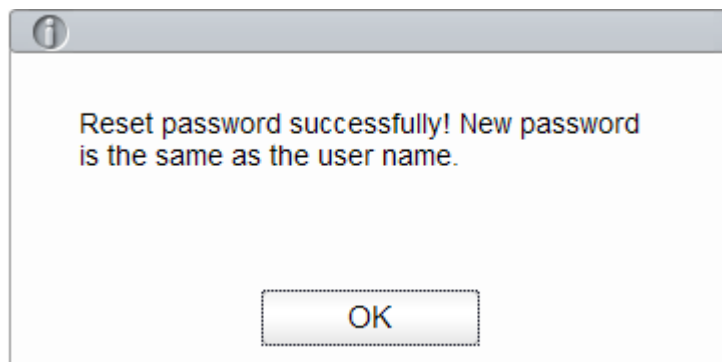 Reset password successfully! New password
is the same as the user name.
OK